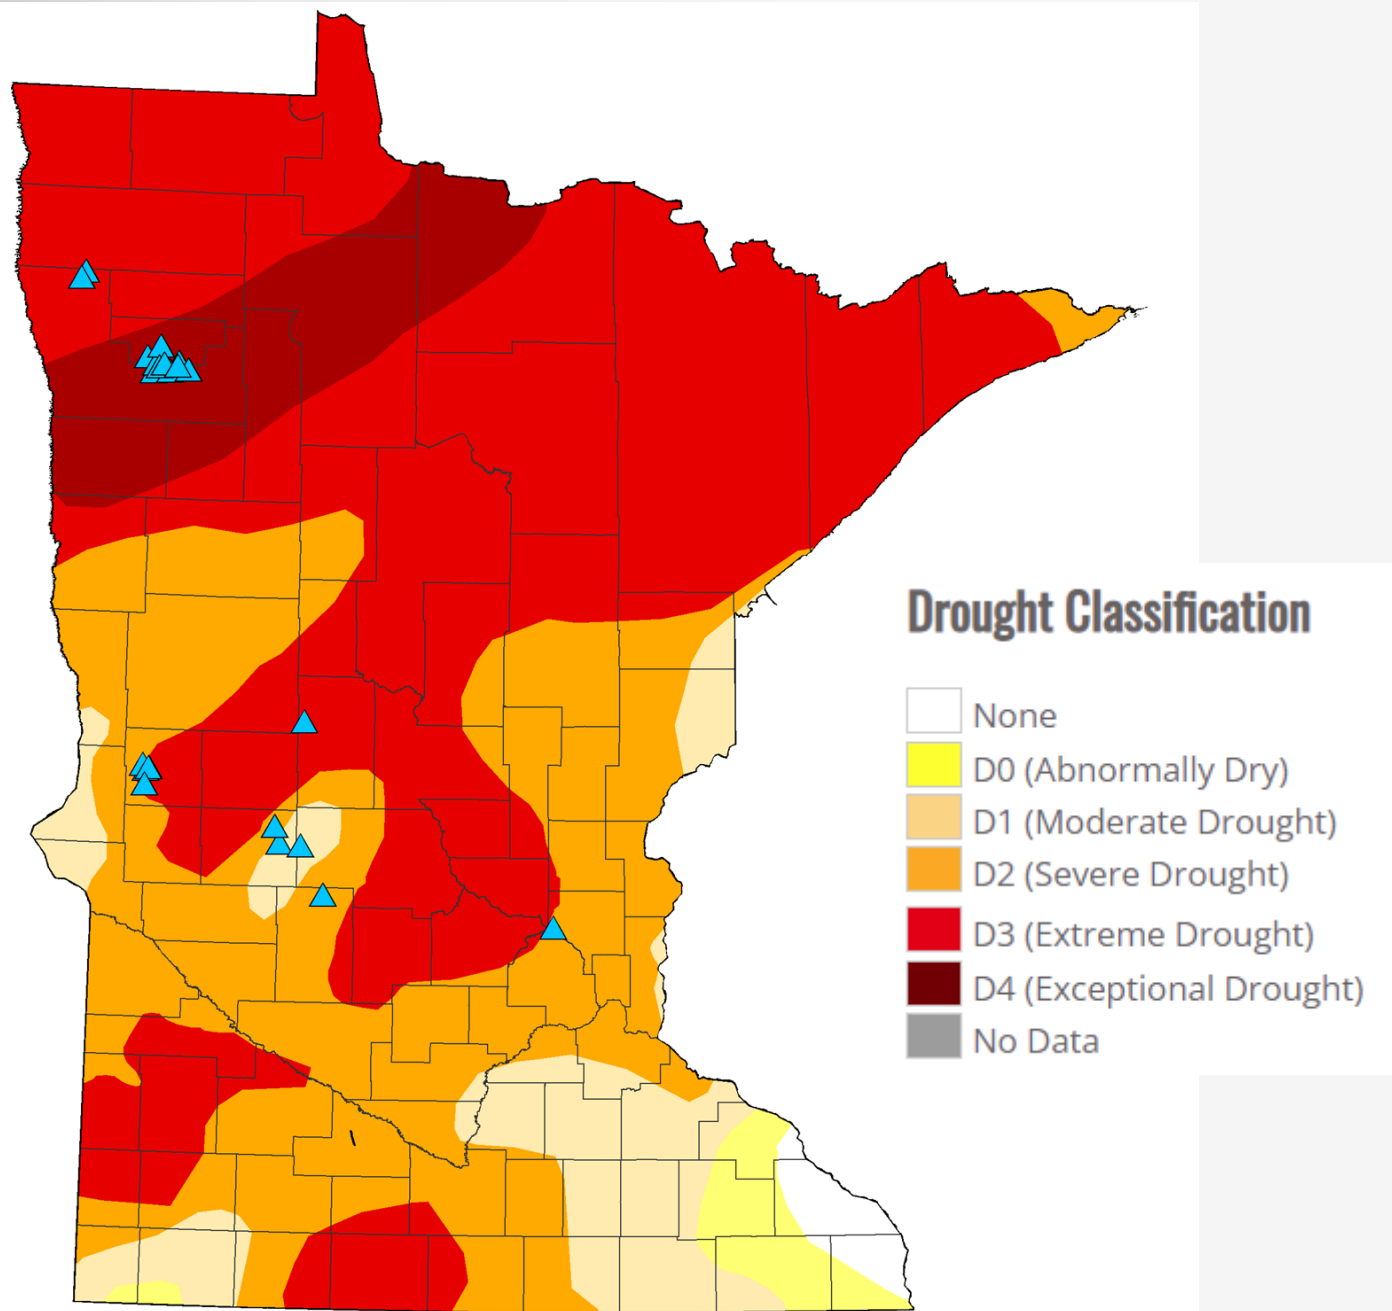 Drought Classification
None
D0 (Abnormally Dry)
D1 (Moderate Drought)
D2 (Severe Drought)
D3 (Extreme Drought)
D4 (Exceptional Drought)
No Data